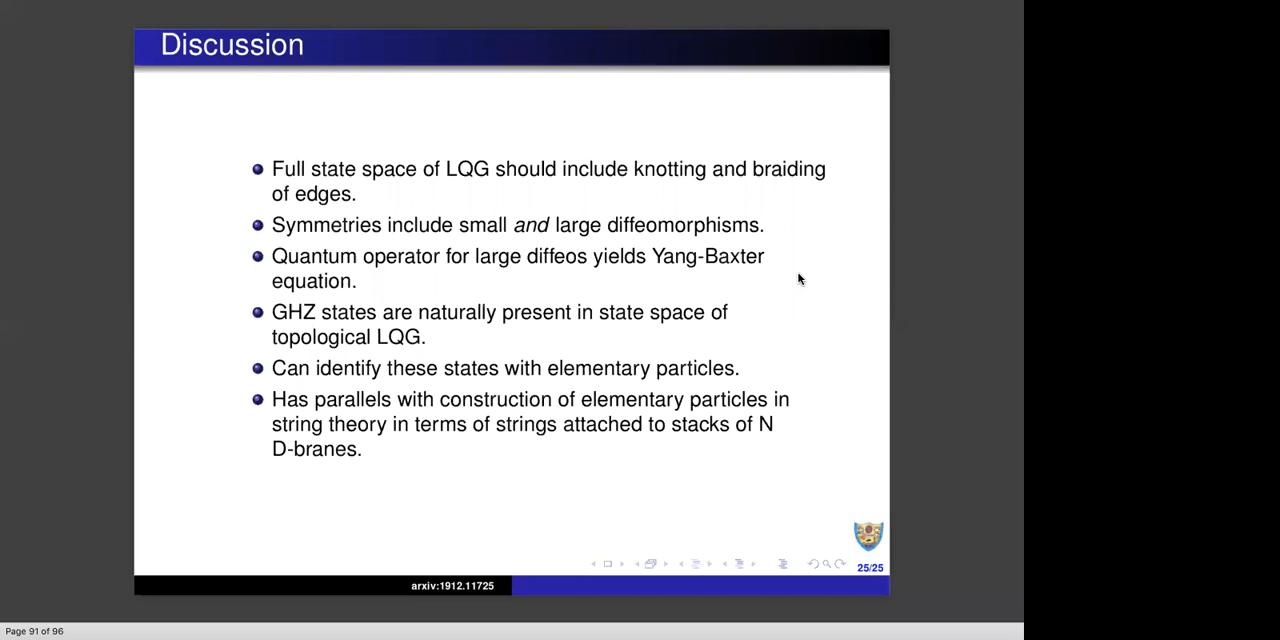 Discussion
Full state space of LQG should include knotting and braiding
of edges.
Symmetries include small and large diffeomorphisms.
Quantum operator for large diffeos yields Yang-Baxter
equation.
GHZ states are naturally present in state space of
topological LQG.
Can identify these states with elementary particles.
Has parallels with construction of elementary particles in
string theory in terms of strings attached to stacks of N
D-branes.
25/25
arxiv:1912.11725
Page 91 of 96